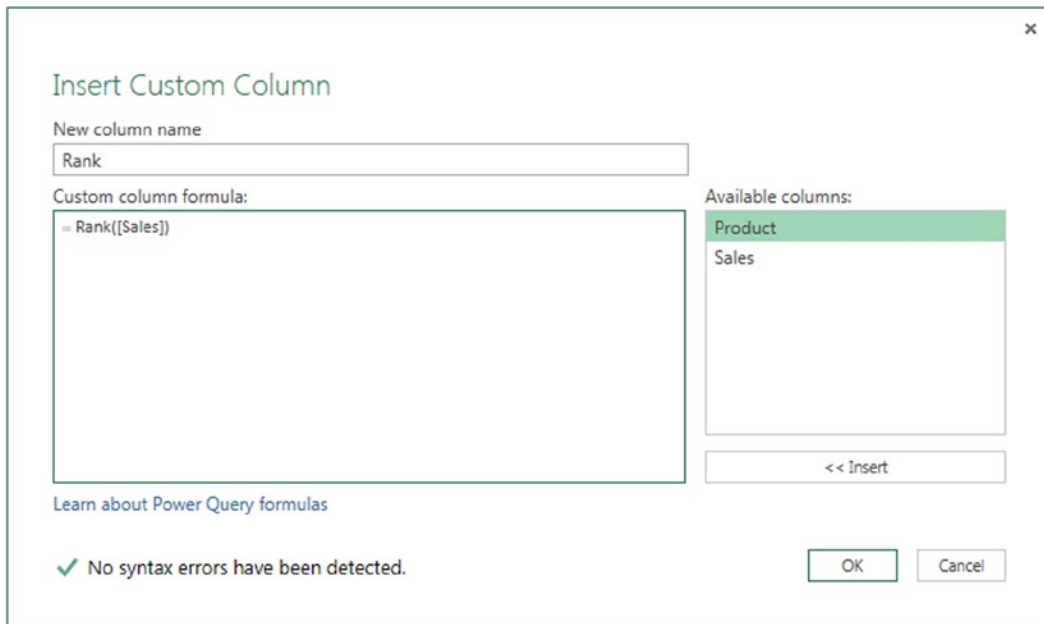 ×
Insert Custom Column
New column name
Rank
Custom column formula:
= Rank([Sales])
Available columns:
Product
Sales
<< Insert
Learn about Power Query formulas
✓ No syntax errors have been detected.
OK
Cancel